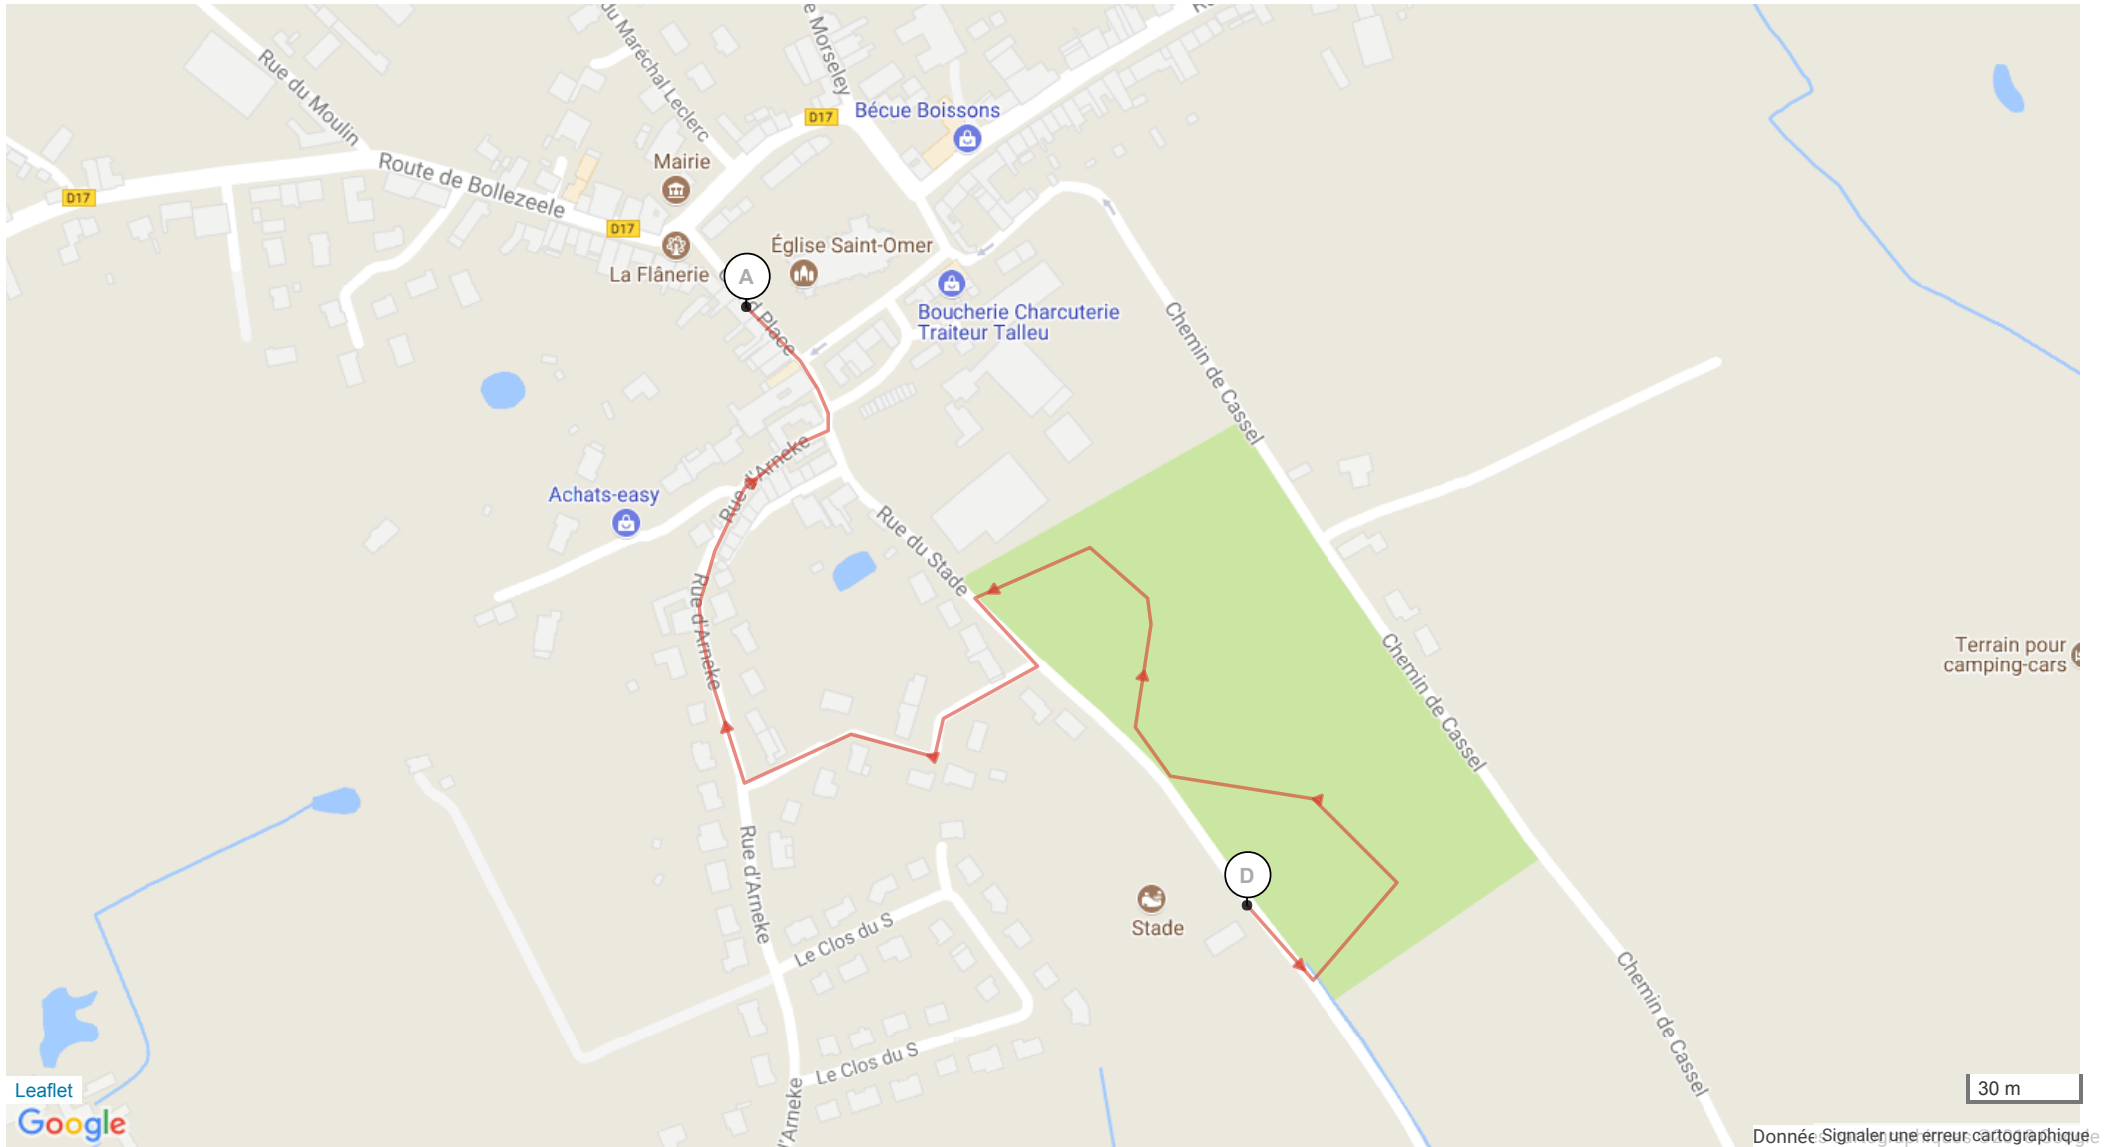 Rue du Moulin
du Maréchal Leclerc
e Morseley
D17
Bécue Boissons
Mairie
Route de Bollezeele
D17
D17
Église Saint-Omer
La Flânerie
A
d Place
Boucherie Charcuterie
Traiteur Talleu
Chemin de Cassel
Rue d'Arneke
Achats-easy
Rue du Stade
Rue d'Arneke
Chemin de Cassel
Terrain pour
camping-cars
Rue d'Arneke
D
Stade
Le Clos du S
Chemin de Cassel
Le Clos du S
d'Arneke
Leaflet
30 m
Google
Donnée Signaler une erreur cartographique